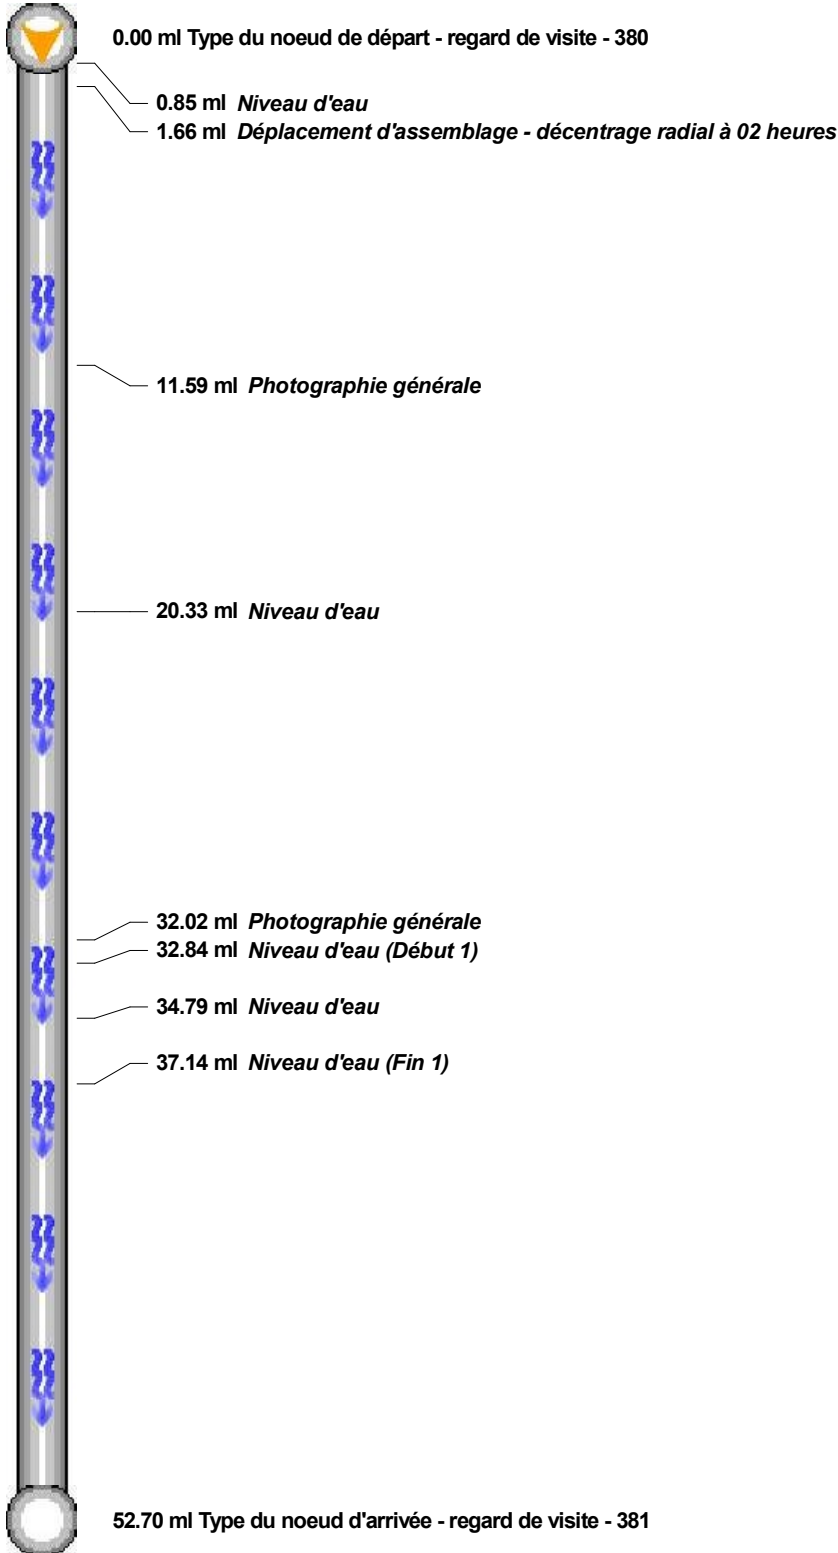 0.00 ml Type du noeud de départ - regard de visite - 380
0.85 ml Niveau d'eau
1.66 ml Déplacement d'assemblage - décentrage radial à 02 heures
11.59 ml Photographie générale
20.33 ml Niveau d'eau
32.02 ml Photographie générale
32.84 ml Niveau d'eau (Début 1)
34.79 ml Niveau d'eau
37.14 ml Niveau d'eau (Fin 1)
52.70 ml Type du noeud d'arrivée - regard de visite - 381